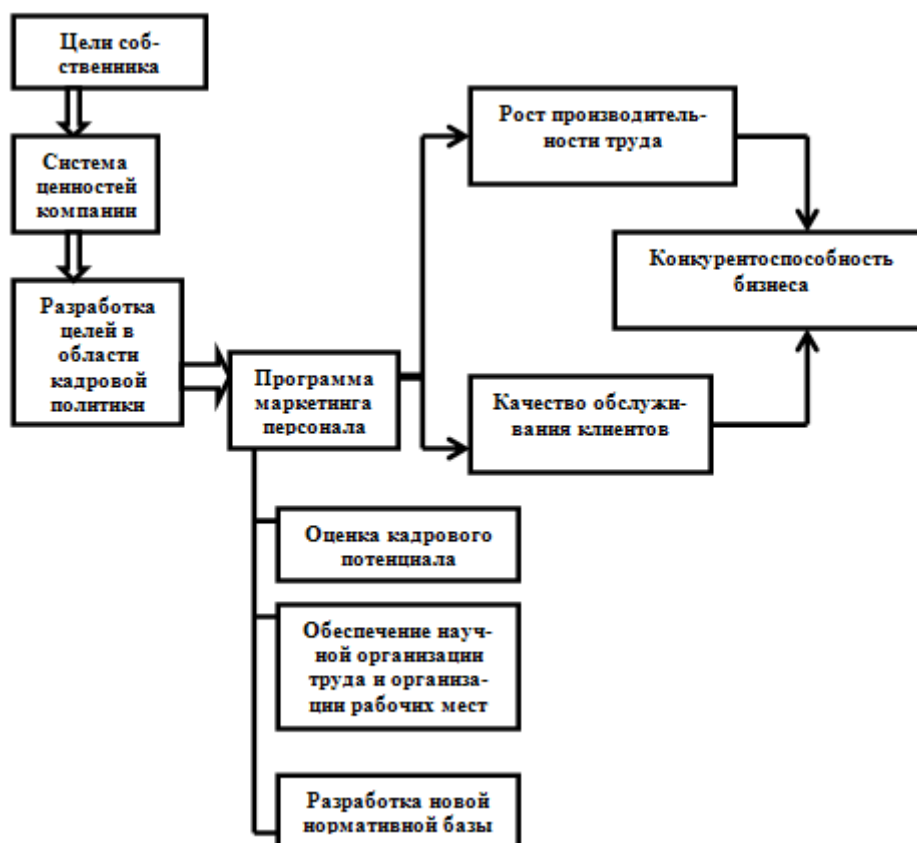 Цели соб-
ственника
Система
ценностей
компании
Разработка
целей в
области
кадровой
политики
Программа
маркетинга
персонала
Рост производитель-
ности труда
Конкурентоспособность
бизнеса
Качество обслужи-
вания клиентов
Оценка кадрового
потенциала
Обеспечение науч-
ной организации
труда и организа-
ции рабочих мест
Разработка новой
нормативной базы